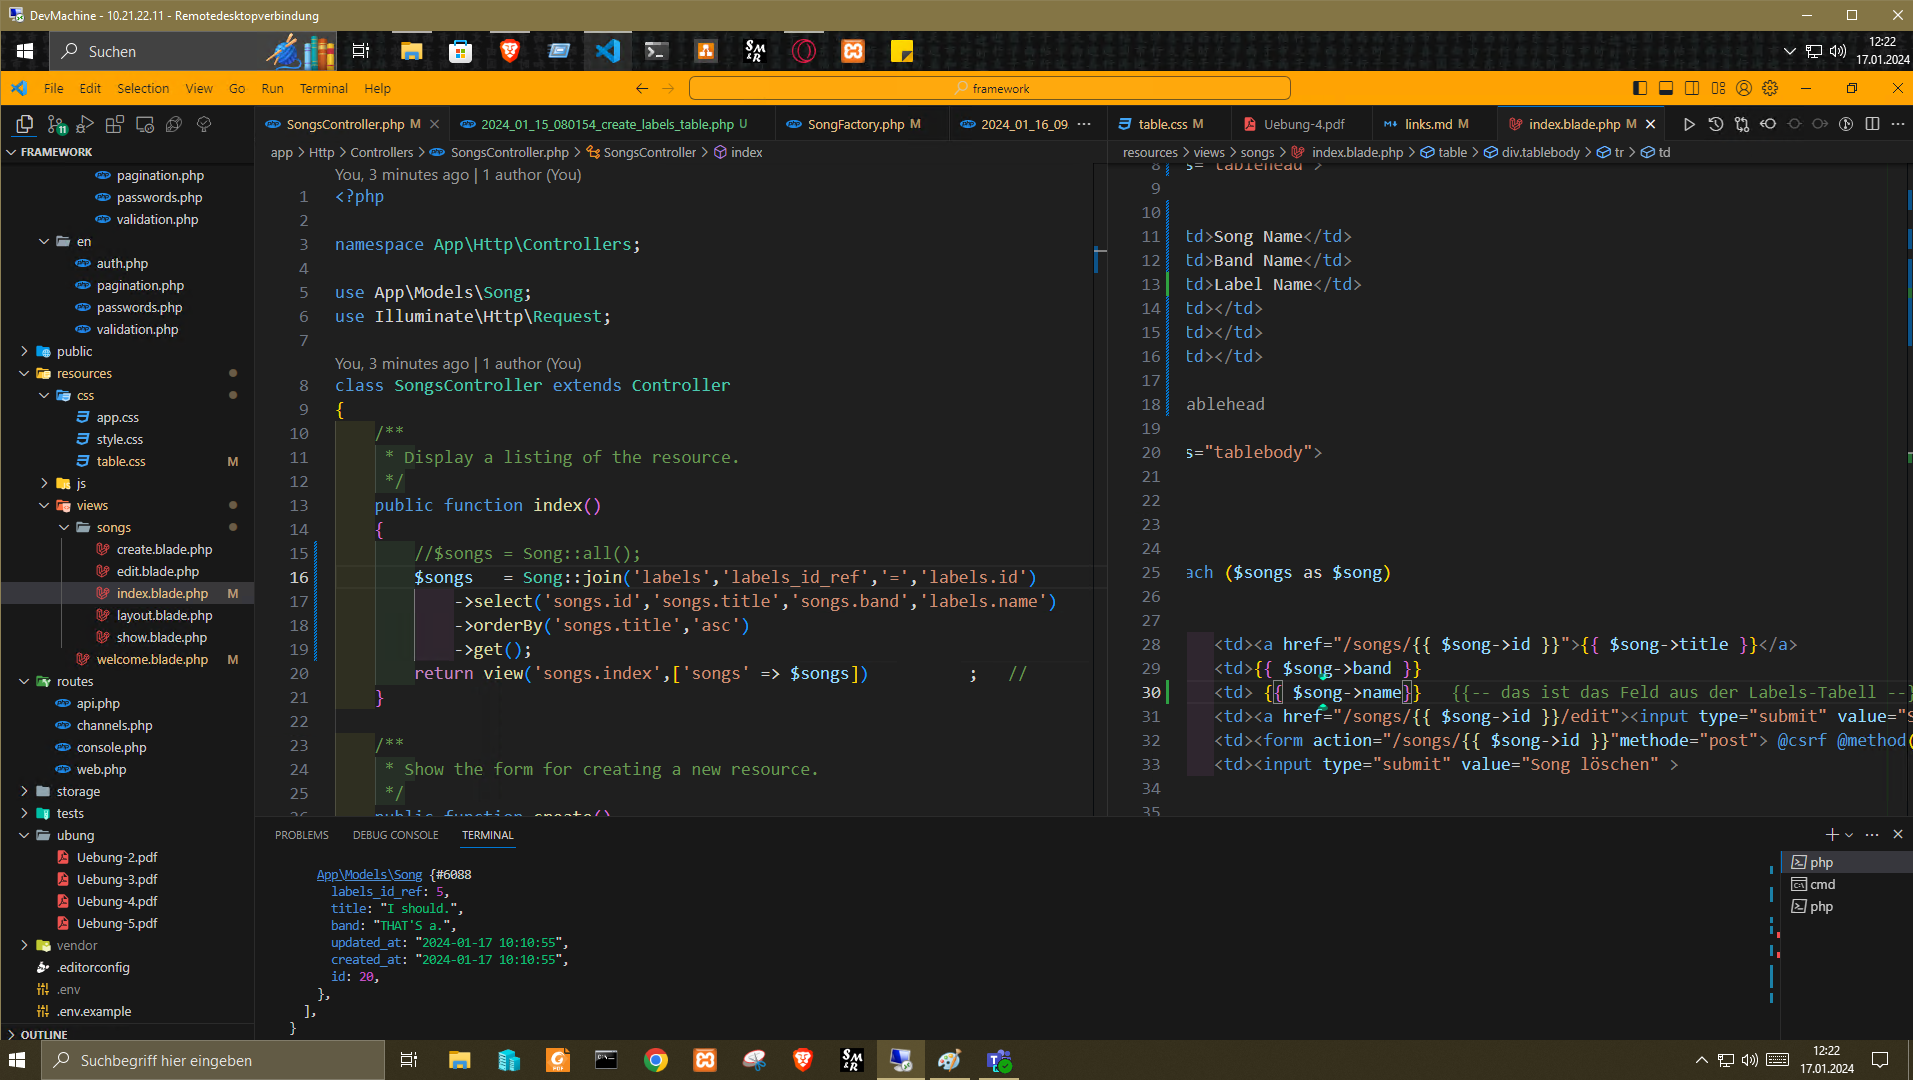 DevMachine - 10.21.22.11 - Remotedesktopverbindung
Suchen
12:22
17.01.2024
File Edit Selection View Go Run Terminal Help
framework
11
SongsController.php M
2024_01_15_080154_create_labels_table.php U
SongFactory.php M
2024_01_16_09
table.css M
Uebung-4.pdf
links.md M
index.blade.php M
FRAMEWORK
pagination.php
passwords.php
validation.php
en
auth.php
pagination.php
passwords.php
validation.php
public
resources
css
app.css
style.css
table.css M
js
views
songs
create.blade.php
edit.blade.php
index.blade.php M
layout.blade.php
show.blade.php
welcome.blade.php M
routes
api.php
channels.php
console.php
web.php
storage
tests
ubung
Uebung-2.pdf
Uebung-3.pdf
Uebung-4.pdf
Uebung-5.pdf
vendor
.editorconfig
.env
.env.example
OUTLINE
app > Http > Controllers > SongsController.php > SongsController > index
You, 3 minutes ago | 1 author (You)
1 <?php
2
3 namespace App\Http\Controllers;
4
5 use App\Models\Song;
6 use Illuminate\Http\Request;
7
You, 3 minutes ago | 1 author (You)
8 class SongsController extends Controller
9 {
10 /**
11 * Display a listing of the resource.
12 */
13 public function index()
14 {
15 //$songs = Song::all();
16 $songs   = Song::join('labels','labels_id_ref','=','labels.id')
17 ->select('songs.id','songs.title','songs.band','labels.name')
18 ->orderBy('songs.title','asc')
19 ->get();
20 return view('songs.index',['songs' => $songs])          ;   //
21 }
22
23 /**
24 * Show the form for creating a new resource.
25 */
26 public function create()
resources > views > songs > index.blade.php > table > div.tablebody > tr > td
8 s="tablehead">
9
10
11 td>Song Name</td>
12 td>Band Name</td>
13 td>Label Name</td>
14 td></td>
15 td></td>
16 td></td>
17
18 ablehead
19
20 s="tablebody">
21
22
23
24
25 ach ($songs as $song)
26
27
28 <td><a href="/songs/{{ $song->id }}">{{ $song->title }}</a>
29 <td>{{ $song->band }}
30 <td> {{ $song->name}}   {{-- das ist das Feld aus der Labels-Tabell --}
31 <td><a href="/songs/{{ $song->id }}/edit"><input type="submit" value="S
32 <td><form action="/songs/{{ $song->id }}"methode="post"> @csrf @method(
33 <td><input type="submit" value="Song löschen" >
34
35
PROBLEMS DEBUG CONSOLE TERMINAL
App\Models\Song {#6088
labels_id_ref: 5,
title: "I should.",
band: "THAT'S a.",
updated_at: "2024-01-17 10:10:55",
created_at: "2024-01-17 10:10:55",
id: 20,
},
],
}
php
cmd
php
Suchbegriff hier eingeben
12:22
17.01.2024